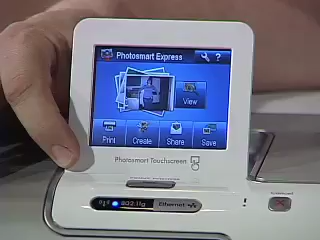 Photosmart Express ?
View
Print Create Share Save
Photosmart Touchscreen
802.11g Ethernet
!